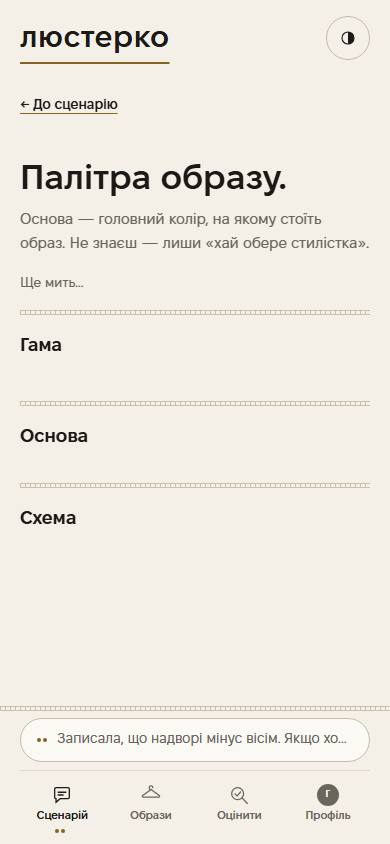 люстерко
← До сценарію
Палітра образу.
Основа — головний колір, на якому стоїть
образ. Не знаєш — лиши «хай обере стилістка».
Ще мить...
Гама
Основа
Схема
Записала, що надворі мінус вісім. Якщо хо...
Сценарій
Образи
Оцінити
Г
Профіль